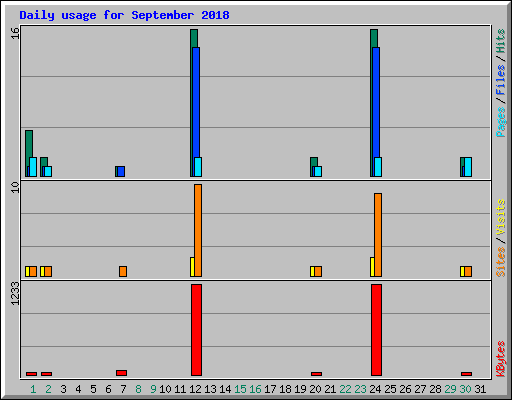 Daily usage for September 2018
16
Pages / Files / Hits
10
Sites / Visits
1233
KBytes
1 2 3 4 5 6 7 8 9 10 11 12 13 14 15 16 17 18 19 20 21 22 23 24 25 26 27 28 29 30 31